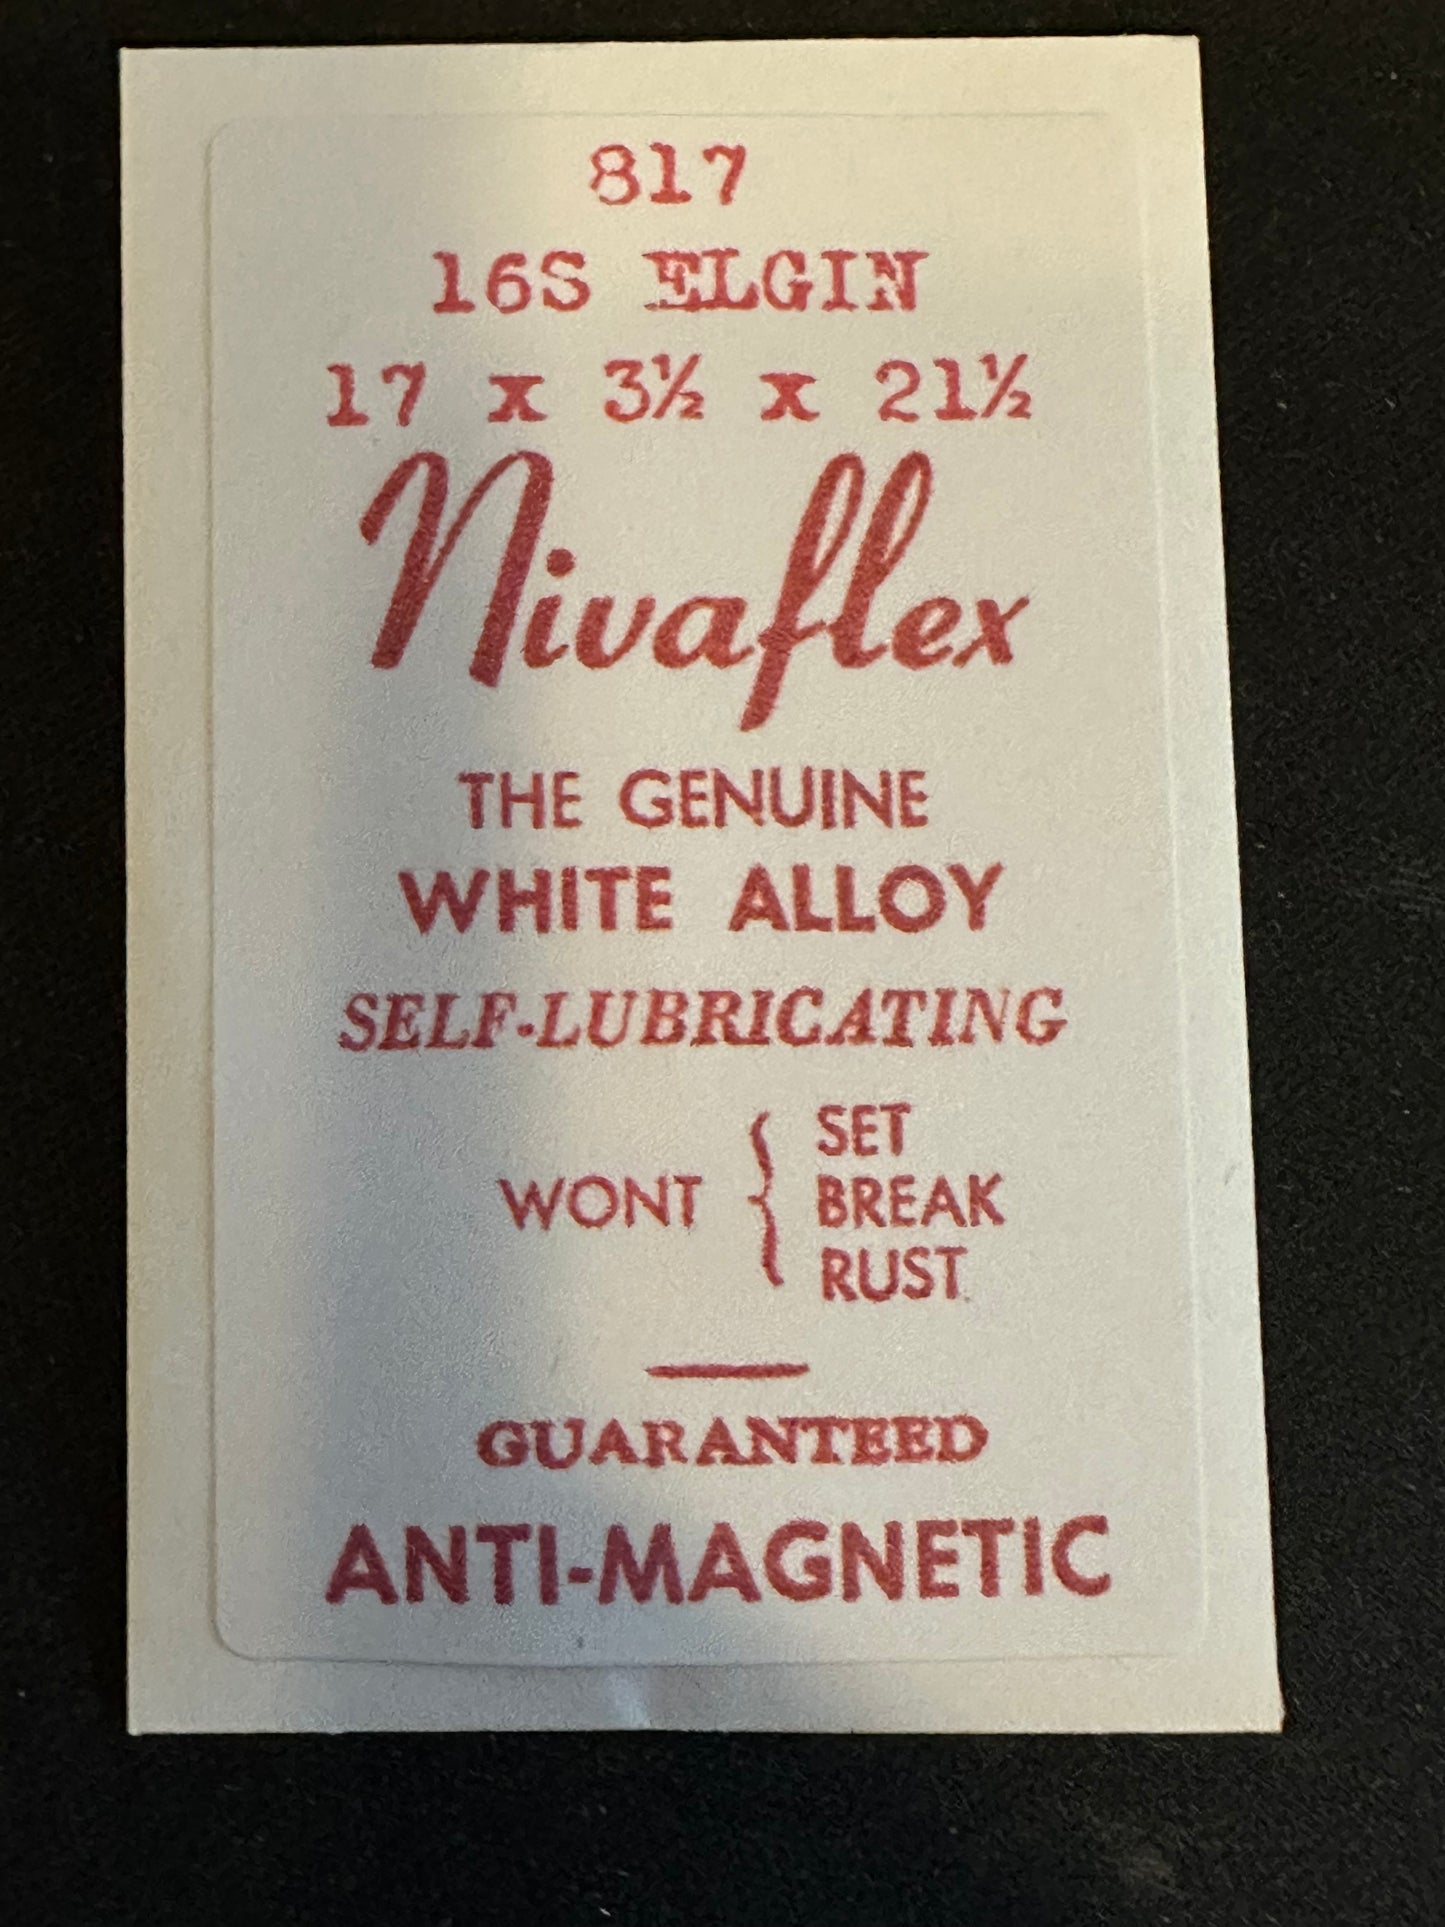 817
16S ELGIN
17 x 3½ x 21½
Nivaflex
THE GENUINE
WHITE ALLOY
SELF-LUBRICATING
WONT { SET
BREAK
RUST
GUARANTEED
ANTI-MAGNETIC